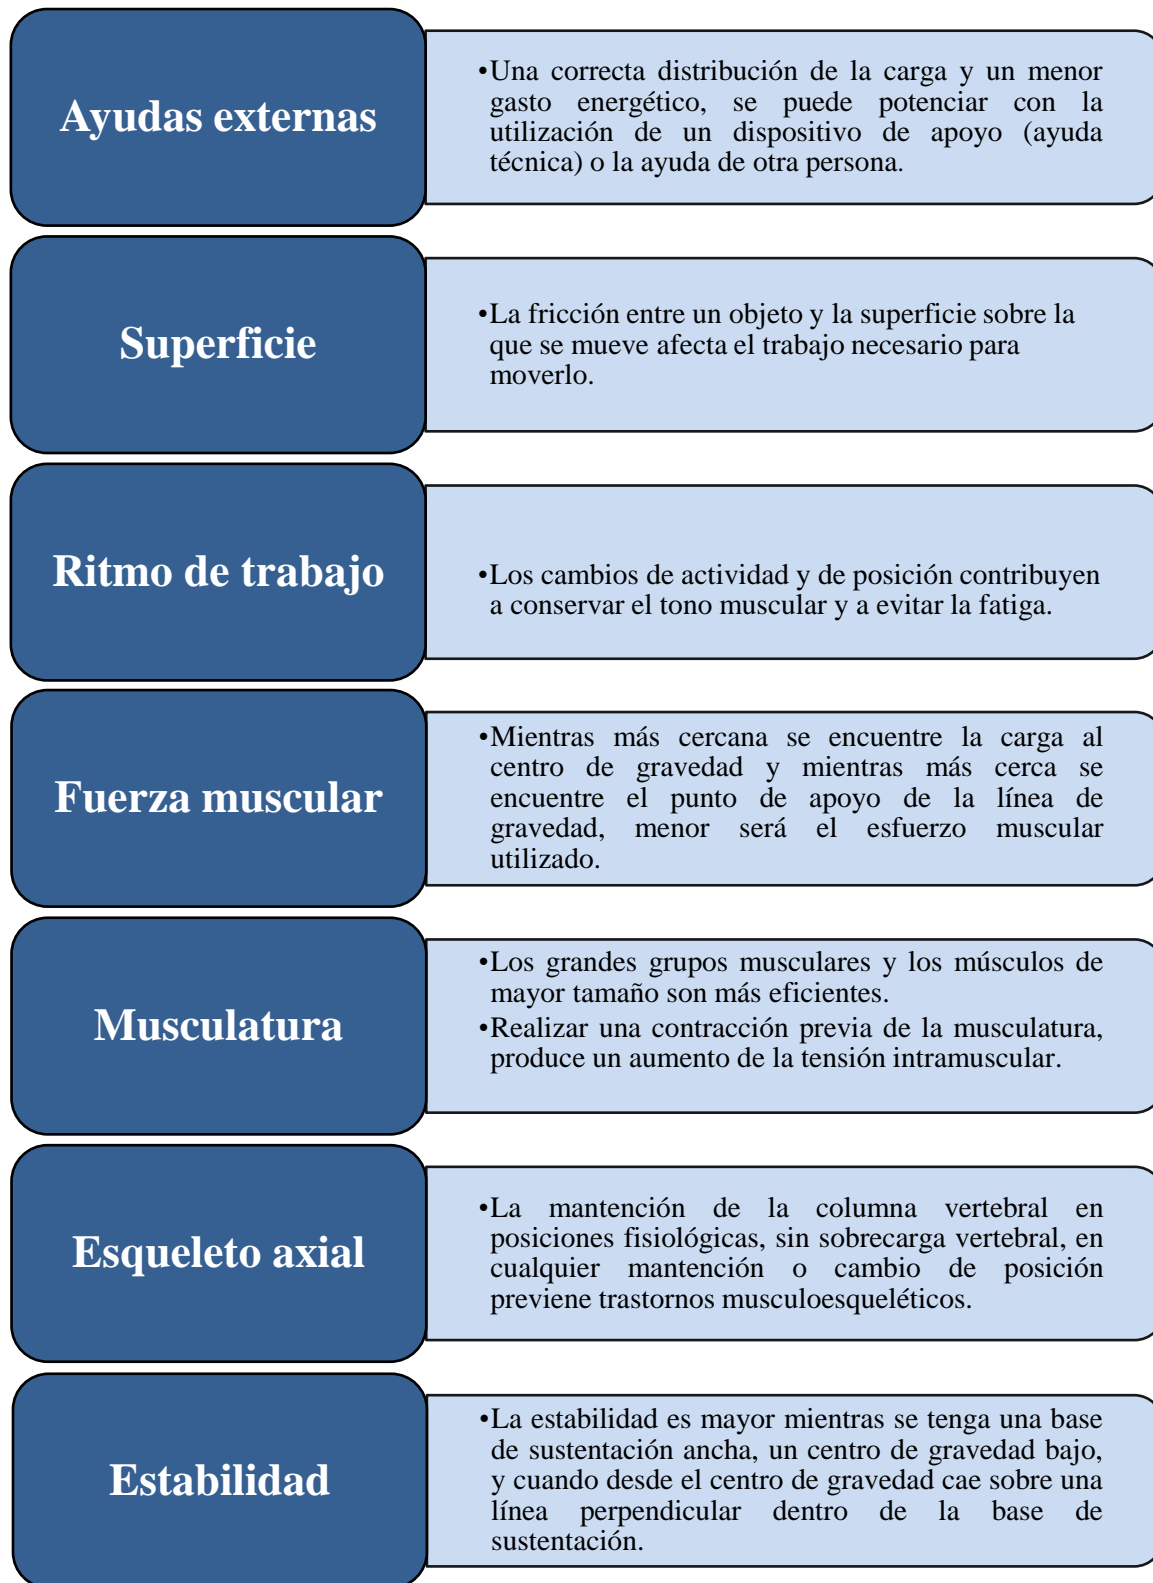 Ayudas externas
•Una correcta distribución de la carga y un menor
gasto energético, se puede potenciar con la
utilización de un dispositivo de apoyo (ayuda
técnica) o la ayuda de otra persona.
Superficie
•La fricción entre un objeto y la superficie sobre la
que se mueve afecta el trabajo necesario para
moverlo.
Ritmo de trabajo
•Los cambios de actividad y de posición contribuyen
a conservar el tono muscular y a evitar la fatiga.
Fuerza muscular
•Mientras más cercana se encuentre la carga al
centro de gravedad y mientras más cerca se
encuentre el punto de apoyo de la línea de
gravedad, menor será el esfuerzo muscular
utilizado.
Musculatura
•Los grandes grupos musculares y los músculos de
mayor tamaño son más eficientes.
•Realizar una contracción previa de la musculatura,
produce un aumento de la tensión intramuscular.
Esqueleto axial
•La mantención de la columna vertebral en
posiciones fisiológicas, sin sobrecarga vertebral, en
cualquier mantención o cambio de posición
previene trastornos musculoesqueléticos.
Estabilidad
•La estabilidad es mayor mientras se tenga una base
de sustentación ancha, un centro de gravedad bajo,
y cuando desde el centro de gravedad cae sobre una
línea perpendicular dentro de la base de
sustentación.